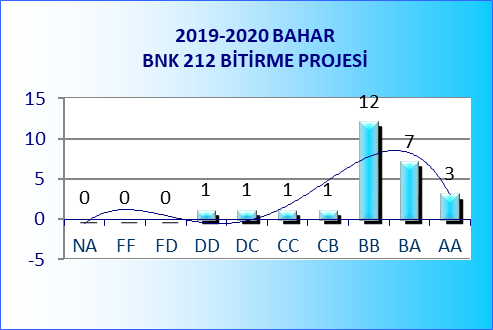 2019-2020 BAHAR
BNK 212 BİTİRME PROJESİ
15
10
5
0
-5
0 0 0 1 1 1 1 12 7 3
NA FF FD DD DC CC CB BB BA AA